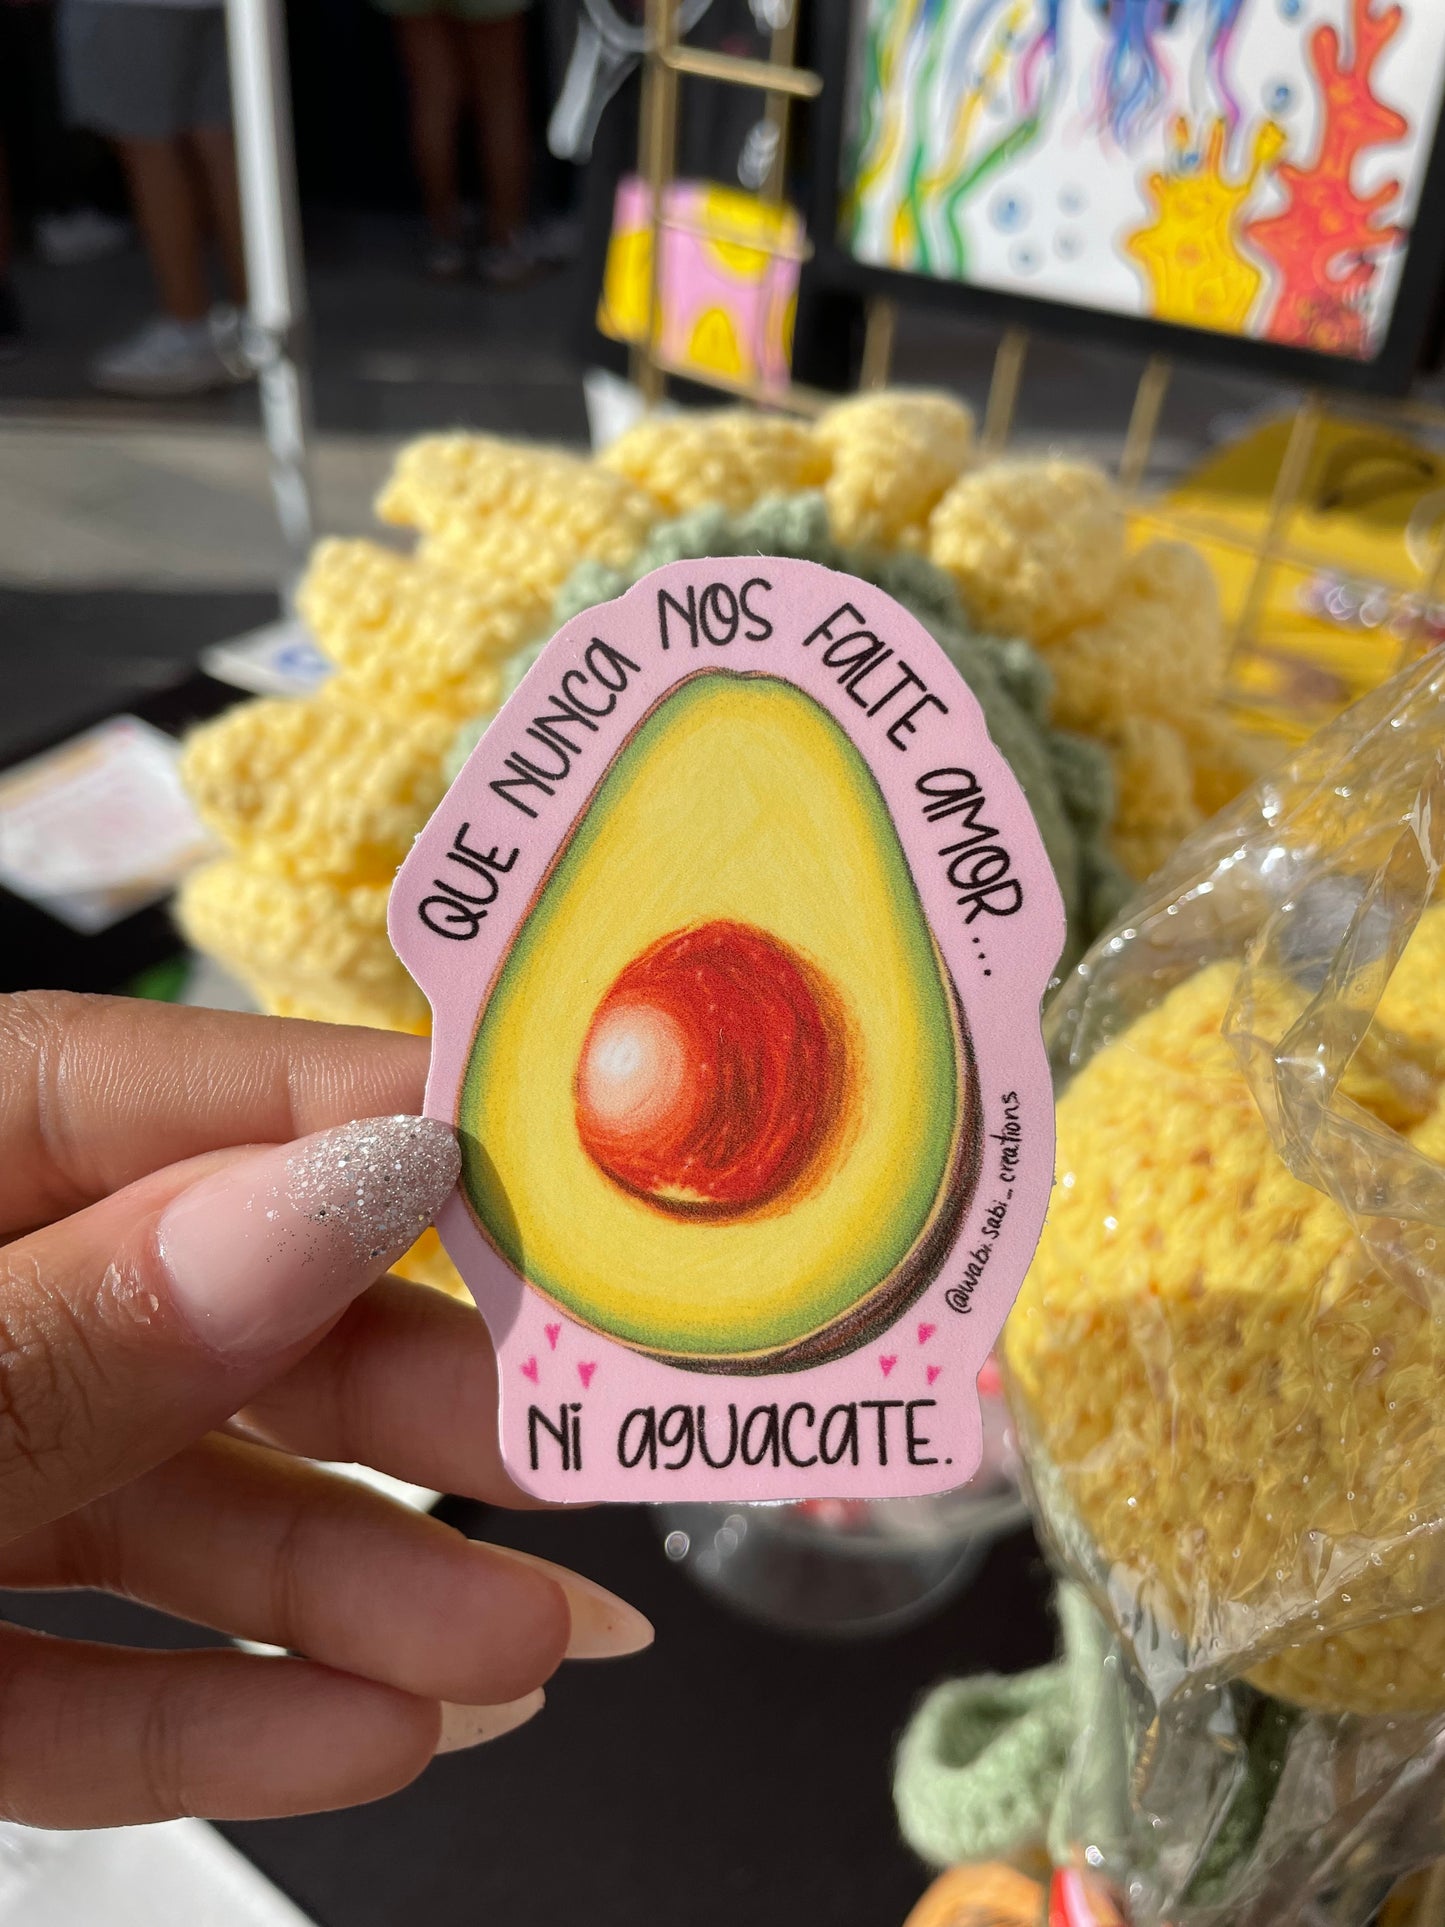 QUE NUNCA NOS FALTE AMOR...
NI AGUACATE.
@wabi.sabi_creations